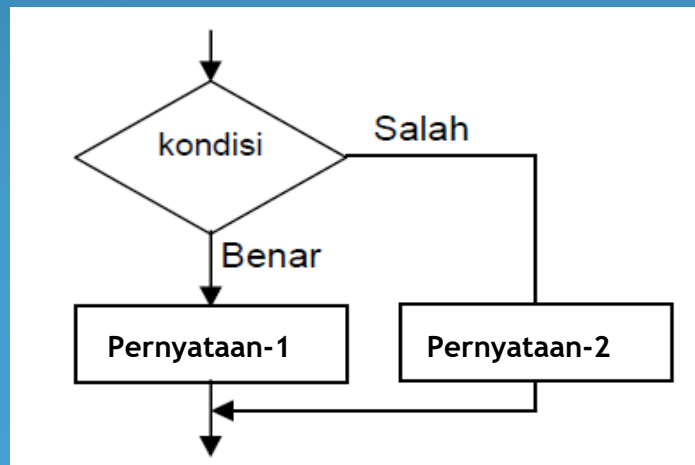 kondisi
Salah
Benar
Pernyataan-1
Pernyataan-2